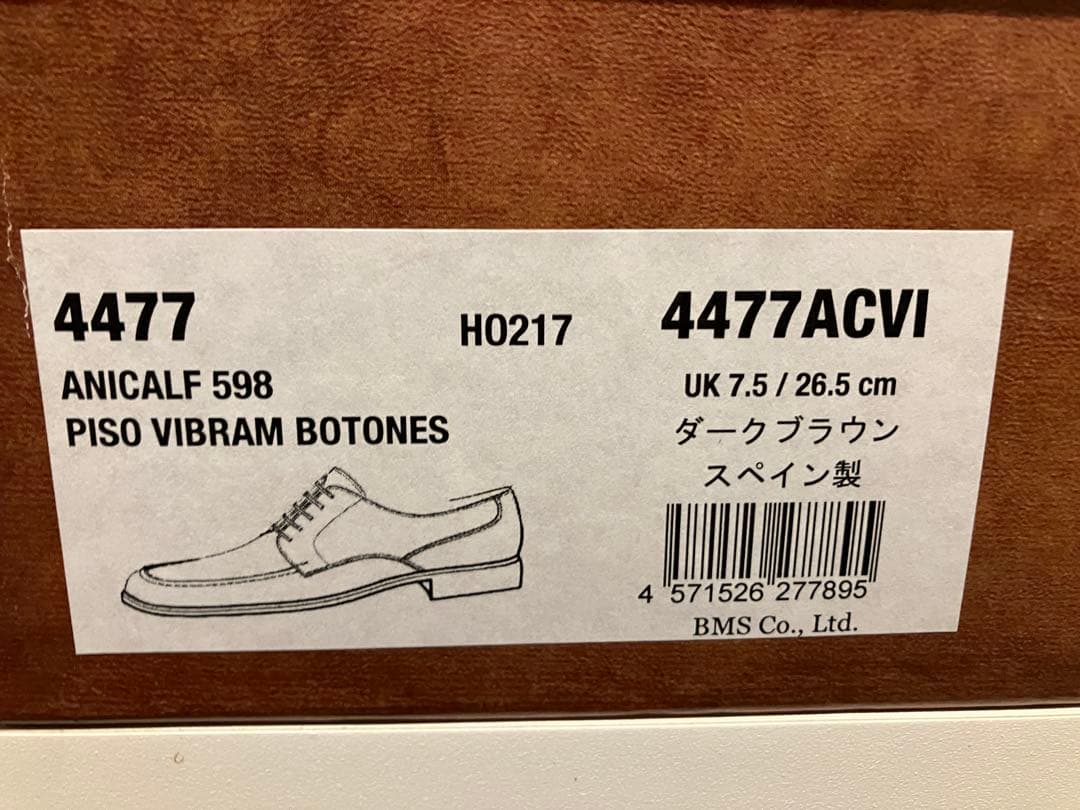 4477
HO217
4477ACVI
ANICALF 598
PISO VIBRAM BOTONES
UK 7.5 / 26.5 cm
ダークブラウン
スペイン製
4 571526 277895
BMS Co., Ltd.